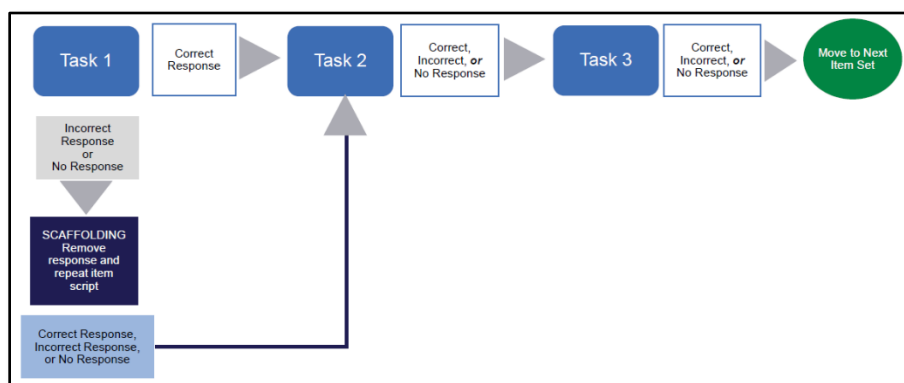 Task 1
Correct
Response
Task 2
Correct,
Incorrect, or
No Response
Task 3
Correct,
Incorrect, or
No Response
Move to Next
Item Set
Incorrect
Response
or
No Response
SCAFFOLDING
Remove
response and
repeat item
script
Correct Response,
Incorrect Response,
or No Response